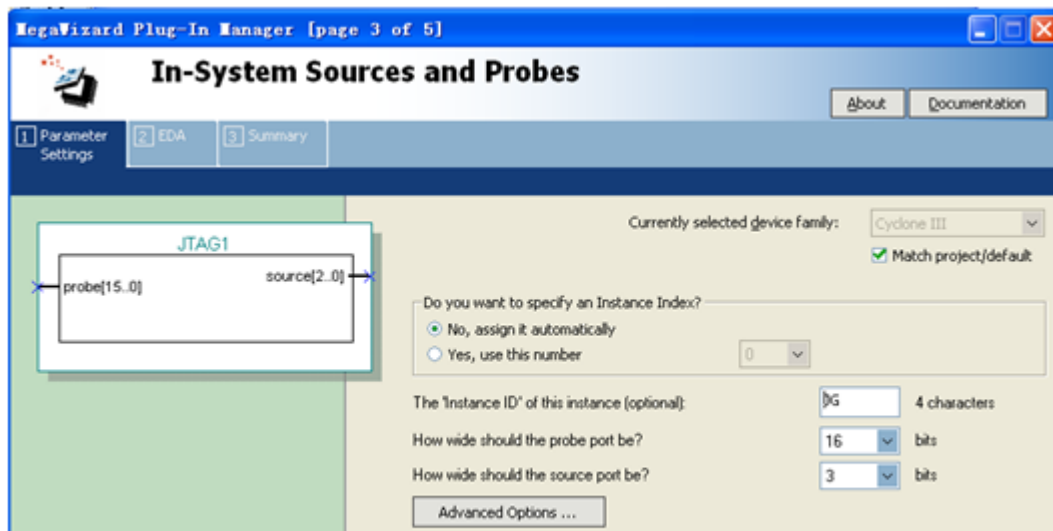 MegaWizard Plug-In Manager [page 3 of 5]
In-System Sources and Probes
About
Documentation
1 Parameter Settings
2 EDA
3 Summary
Currently selected device family:
Cyclone III
Match project/default
JTAG1
probe[15..0]
source[2..0]
Do you want to specify an Instance Index?
No, assign it automatically
Yes, use this number
0
The 'Instance ID' of this instance (optional):
4 characters
How wide should the probe port be?
16
bits
How wide should the source port be?
3
bits
Advanced Options ...